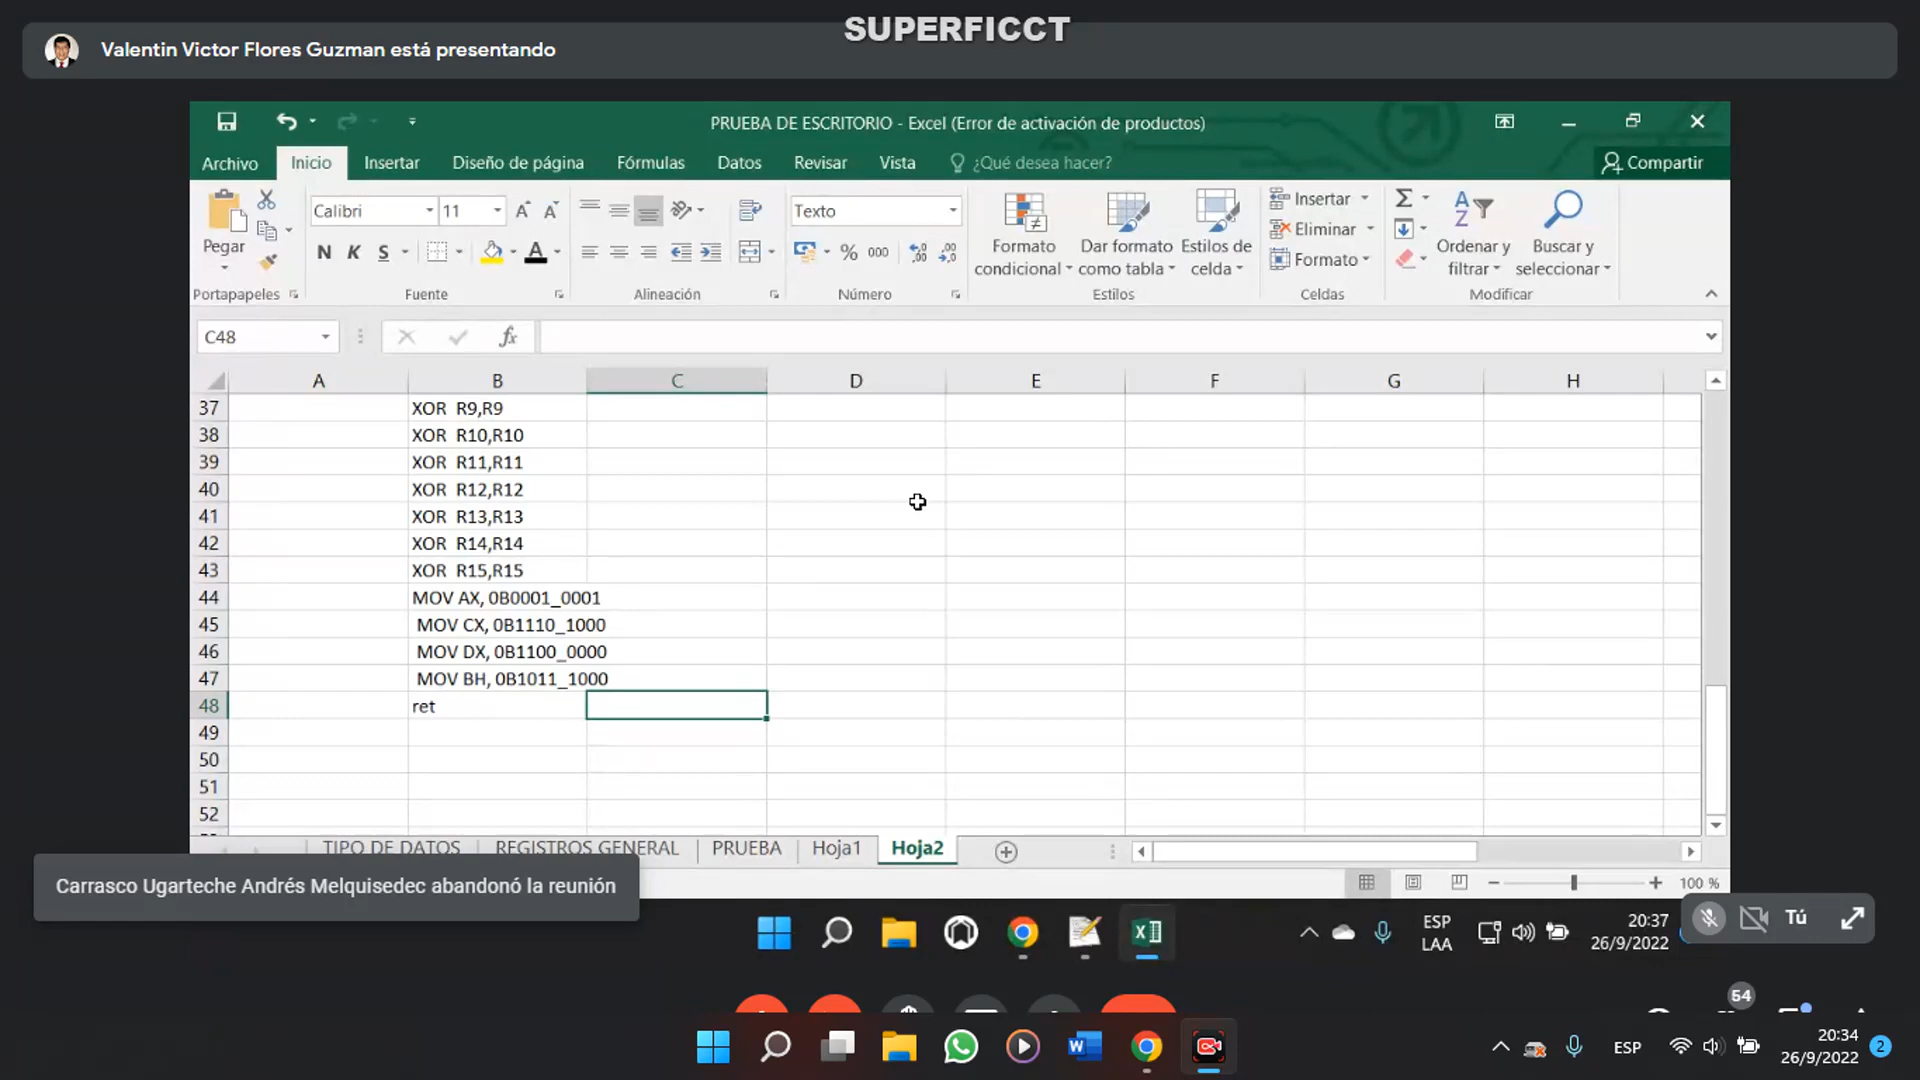 SUPERFICCT
Valentin Victor Flores Guzman está presentando
PRUEBA DE ESCRITORIO - Excel (Error de activación de productos)
Archivo Inicio Insertar Diseño de página Fórmulas Datos Revisar Vista ¿Qué desea hacer? Compartir
Pegar
Calibri 11
N K S
Texto
% 000
Formato condicional
Dar formato como tabla
Estilos de celda
Insertar
Eliminar
Formato
Ordenar y filtrar
Buscar y seleccionar
Portapapeles Fuente Alineación Número Estilos Celdas Modificar
C48 fx
A B C D E F G H
37 XOR R9,R9
38 XOR R10,R10
39 XOR R11,R11
40 XOR R12,R12
41 XOR R13,R13
42 XOR R14,R14
43 XOR R15,R15
44 MOV AX, 0B0001_0001
45 MOV CX, 0B1110_1000
46 MOV DX, 0B1100_0000
47 MOV BH, 0B1011_1000
48 ret
49
50
51
52
TIPO DE DATOS REGISTROS GENERAL PRUEBA Hoja1 Hoja2
Carrasco Ugarteche Andrés Melquisedec abandonó la reunión
100 %
Tú
ESP
LAA
20:37
26/9/2022
54
ESP
20:34
26/9/2022
2